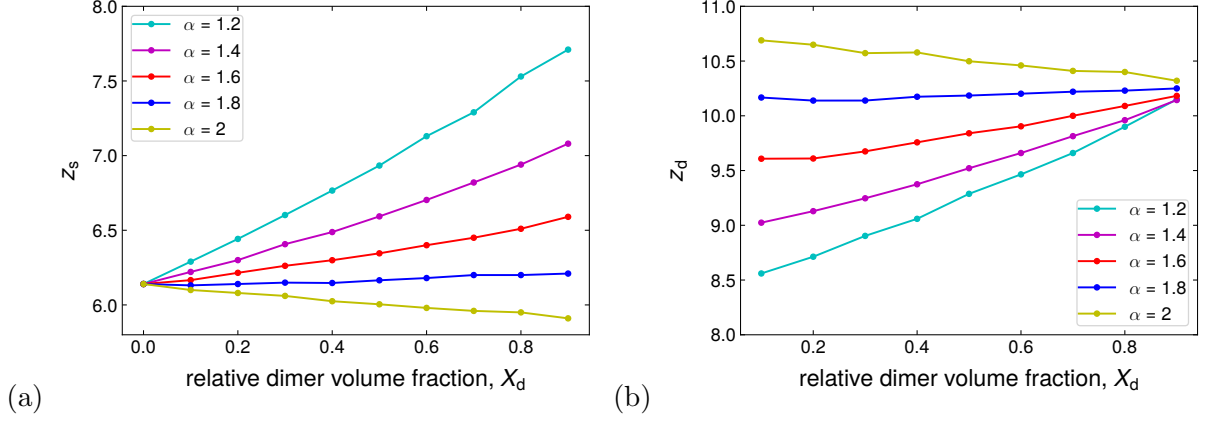 8.0
7.5
7.0
6.5
6.0
z_s
α = 1.2
α = 1.4
α = 1.6
α = 1.8
α = 2
0.0 0.2 0.4 0.6 0.8
relative dimer volume fraction, X_d
(a)
11.0
10.5
10.0
9.5
9.0
8.5
8.0
z_d
α = 1.2
α = 1.4
α = 1.6
α = 1.8
α = 2
0.2 0.4 0.6 0.8
relative dimer volume fraction, X_d
(b)